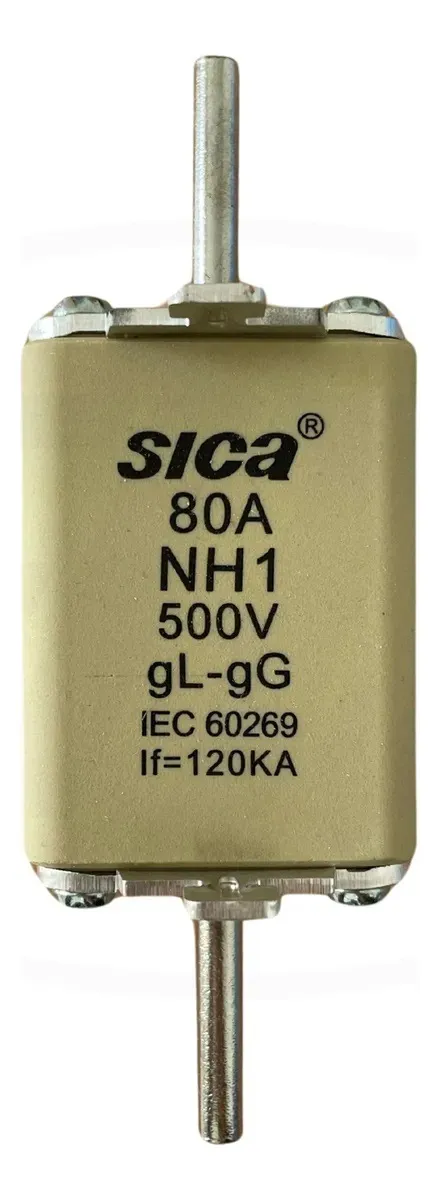 sica®
80A
NH1
500V
gL-gG
IEC 60269
If=120KA